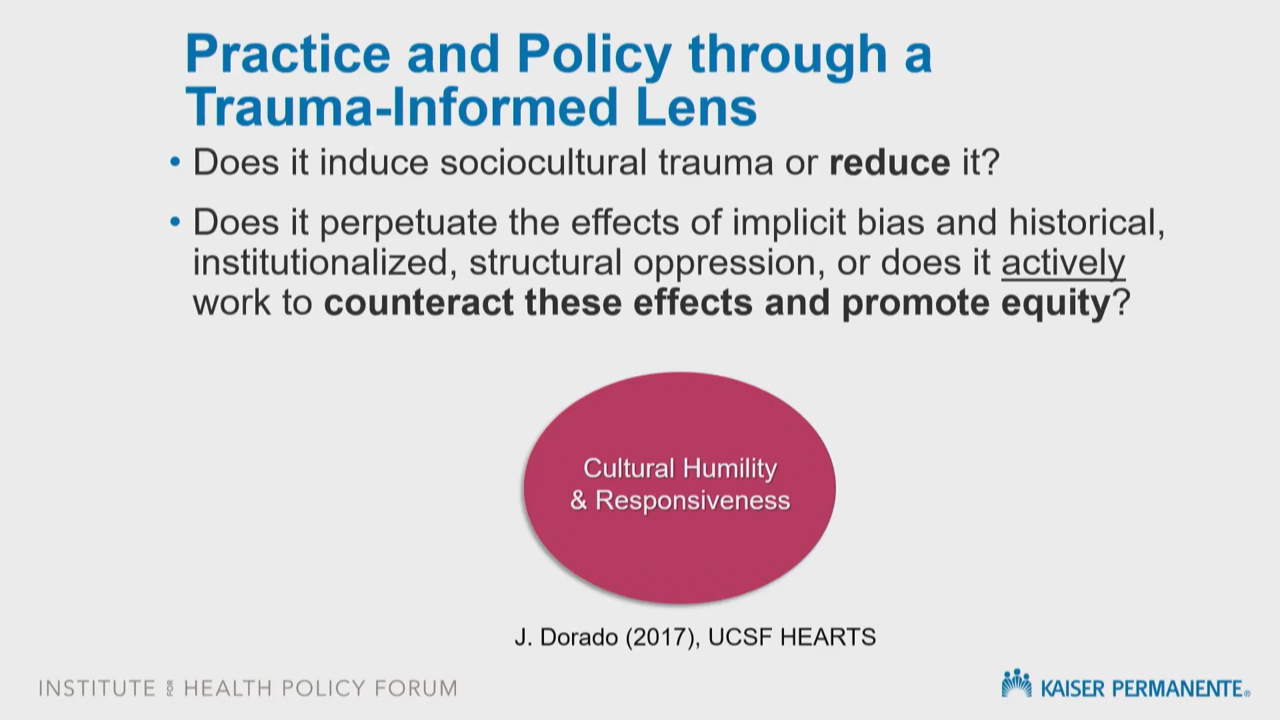 Practice and Policy through a
Trauma-Informed Lens
• Does it induce sociocultural trauma or reduce it?
• Does it perpetuate the effects of implicit bias and historical,
institutionalized, structural oppression, or does it actively
work to counteract these effects and promote equity?
Cultural Humility
& Responsiveness
J. Dorado (2017), UCSF HEARTS
INSTITUTE FOR HEALTH POLICY FORUM
KAISER PERMANENTE®